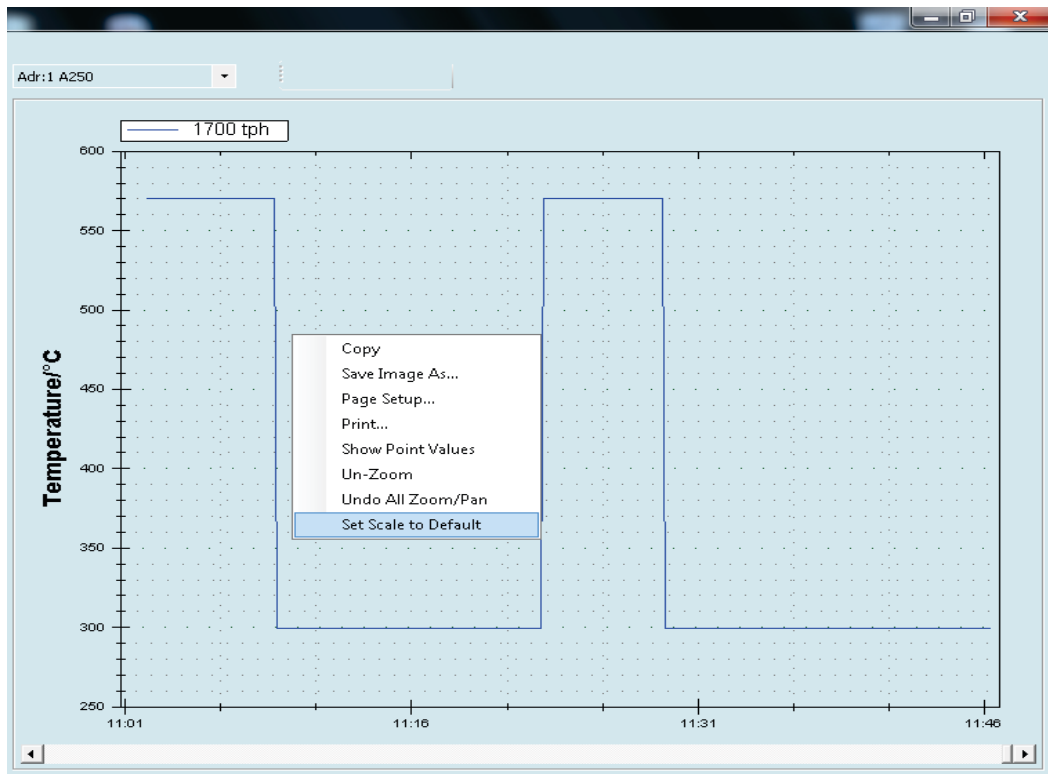 Adr:1 A250
1700 tph
600
550
500
450
400
350
300
250
Temperature/°C
Copy
Save Image As...
Page Setup...
Print...
Show Point Values
Un-Zoom
Undo All Zoom/Pan
Set Scale to Default
11:01
11:16
11:31
11:46